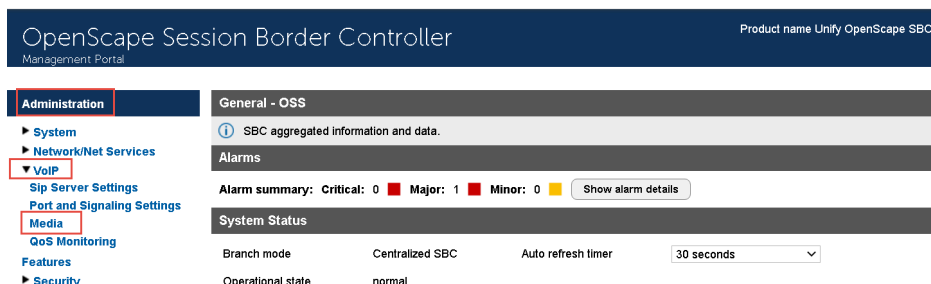 OpenScape Session Border Controller
Product name Unify OpenScape SBC
Management Portal
Administration
System
Network/Net Services
VoIP
Sip Server Settings
Port and Signaling Settings
Media
QoS Monitoring
Features
Security
General - OSS
SBC aggregated information and data.
Alarms
Alarm summary: Critical: 0 Major: 1 Minor: 0 Show alarm details
System Status
Branch mode Centralized SBC Auto refresh timer 30 seconds
Operational state normal